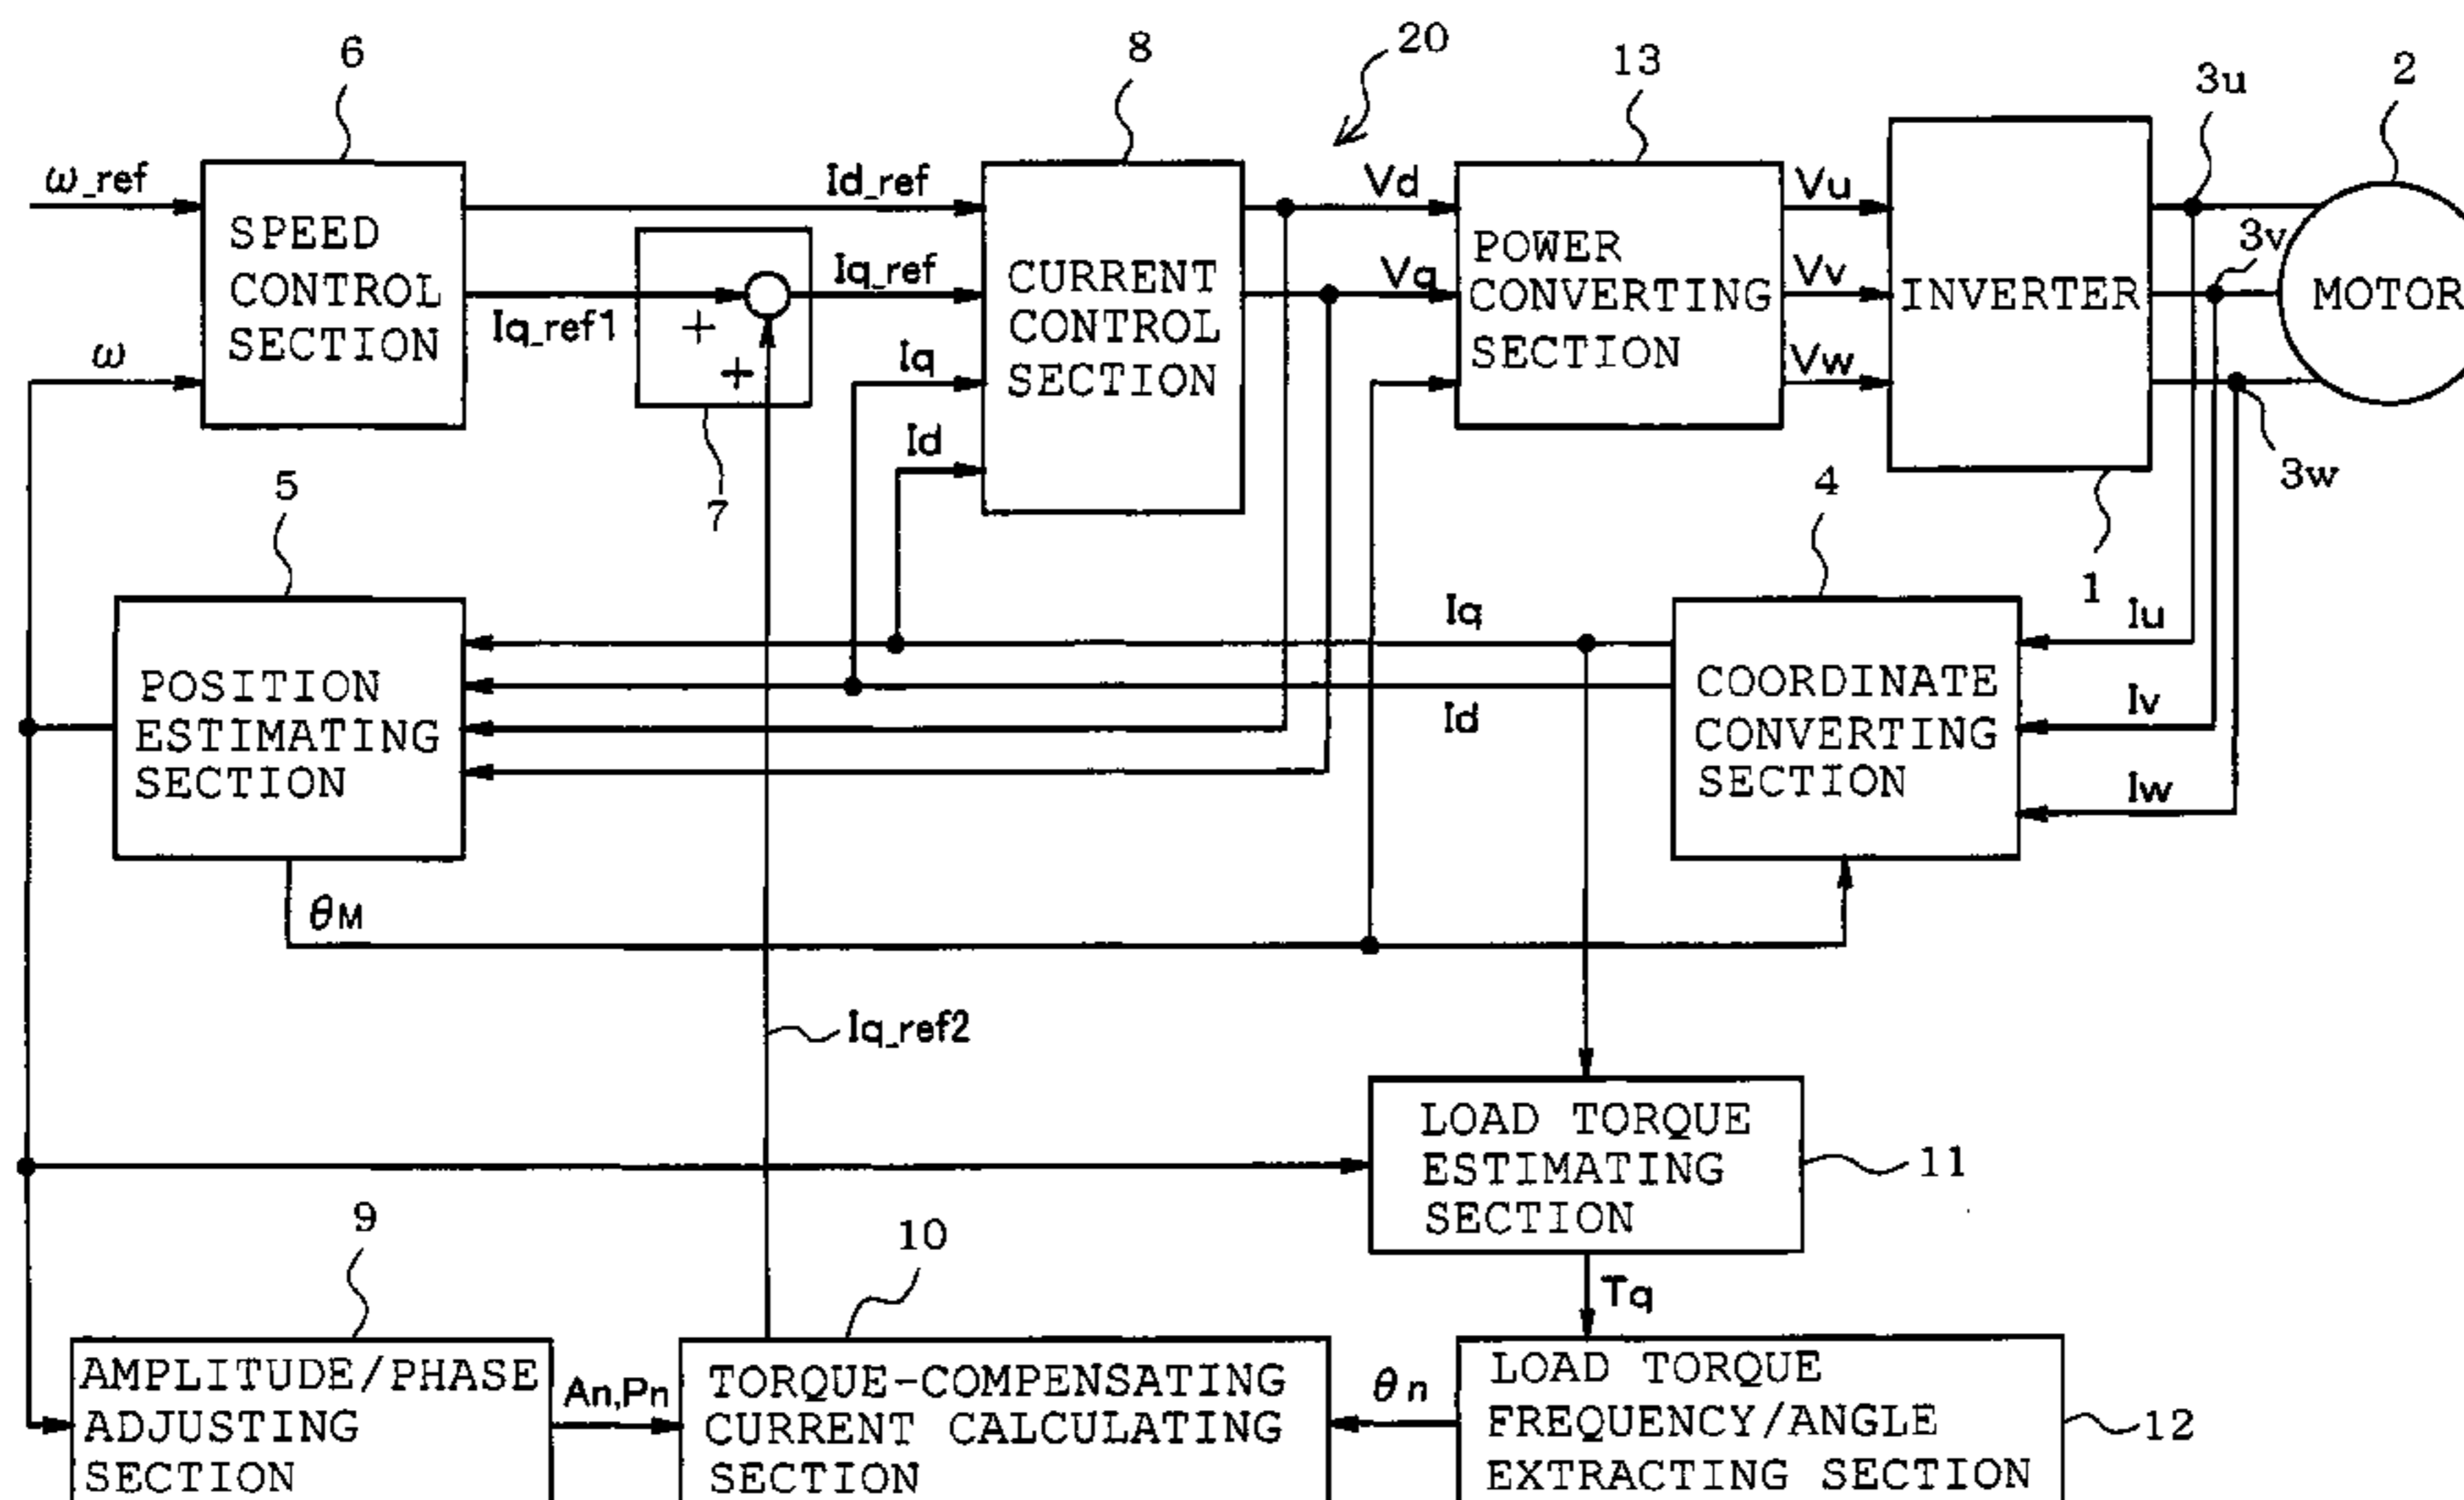 6
8
20
13
3u
2
ω_ref
SPEED
CONTROL
SECTION
ω
Id_ref
Iq_ref1
+
+
7
Iq_ref
Iq
Id
CURRENT
CONTROL
SECTION
Vd
Vq
POWER
CONVERTING
SECTION
Vu
Vv
Vw
INVERTER
1
3v
3w
MOTOR
5
POSITION
ESTIMATING
SECTION
θM
Iq
Id
4
COORDINATE
CONVERTING
SECTION
Iu
Iv
Iw
Iq_ref2
LOAD TORQUE
ESTIMATING
SECTION
11
Tq
9
AMPLITUDE/PHASE
ADJUSTING
SECTION
An,Pn
10
TORQUE-COMPENSATING
CURRENT CALCULATING
SECTION
θn
LOAD TORQUE
FREQUENCY/ANGLE
EXTRACTING SECTION
12